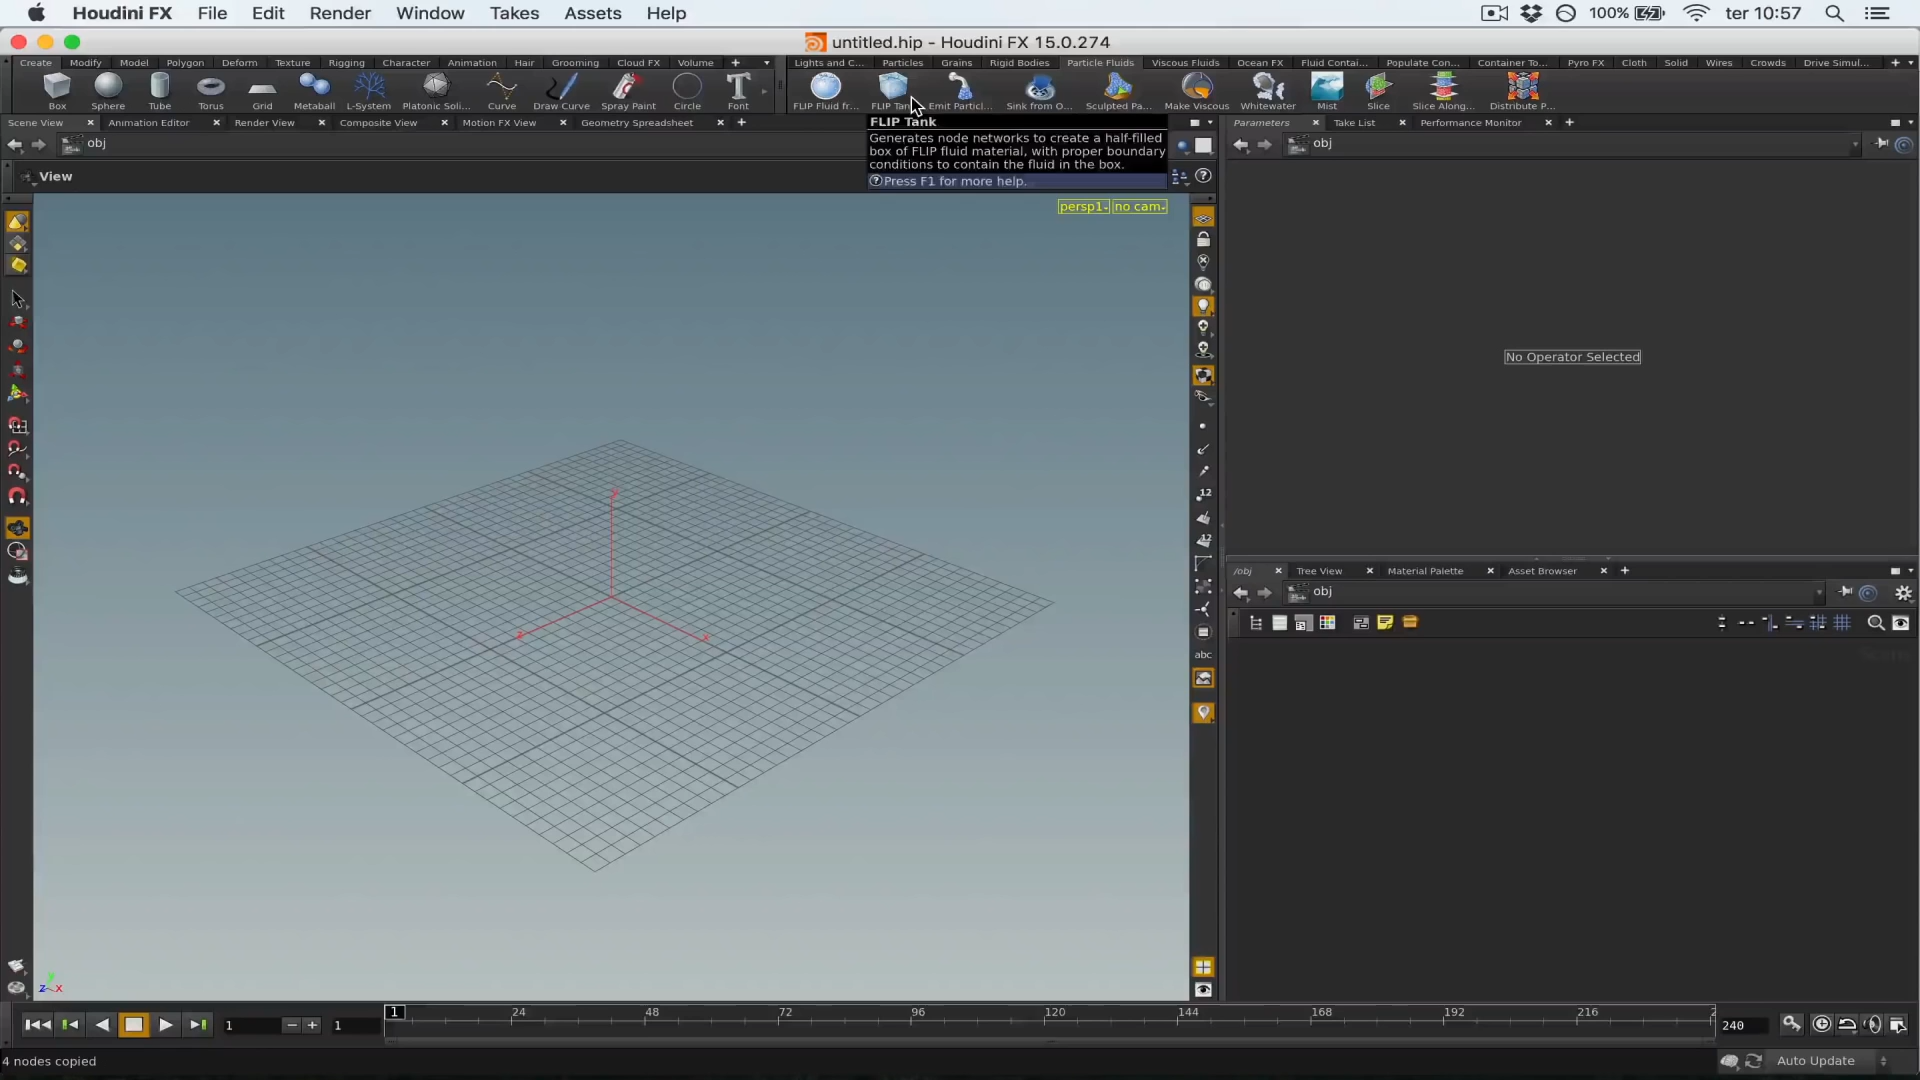 Houdini FX File Edit Render Window Takes Assets Help 100% ter 10:57
untitled.hip - Houdini FX 15.0.274
Create Modify Model Polygon Deform Texture Rigging Character Animation Hair Grooming Cloud FX Volume
Lights and C... Particles Grains Rigid Bodies Particle Fluids Viscous Fluids Ocean FX Fluid Contai... Populate Con... Container To... Pyro FX Cloth Solid Wires Crowds Drive Simul...
Box Sphere Tube Torus Grid Metaball L-System Platonic Soli... Curve Draw Curve Spray Paint Circle Font
FLIP Fluid fr... FLIP Emit Particl... Sink from O... Sculpted Pa... Make Viscous Whitewater Mist Slice Slice Along... Distribute P...
Scene View Animation Editor Render View Composite View Motion FX View Geometry Spreadsheet
Parameters Take List Performance Monitor
FLIP Tank
Generates node networks to create a half-filled
box of FLIP fluid material, with proper boundary
conditions to contain the fluid in the box.
Press F1 for more help.
obj
obj
View
persp1 no cam
y
z
x
No Operator Selected
12
12
abc
/obj Tree View Material Palette Asset Browser
obj
y
z x
1 1 1 24 48 72 96 120 144 168 192 216 2 240
4 nodes copied
Auto Update